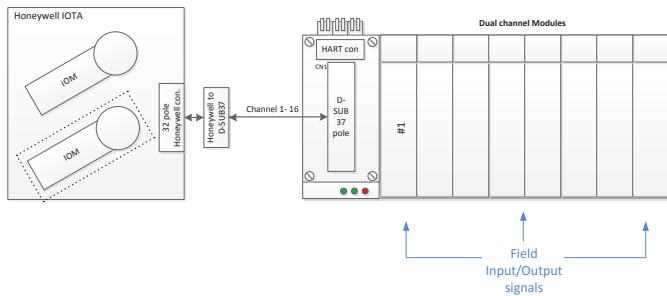 Honeywell IOTA
IOM
IOM
32 pole
Honeywell con.
Honeywell to
D-SUB37
Channel 1- 16
HART con
CN1
D-
SUB
37
pole
Dual channel Modules
#1
Field
Input/Output
signals